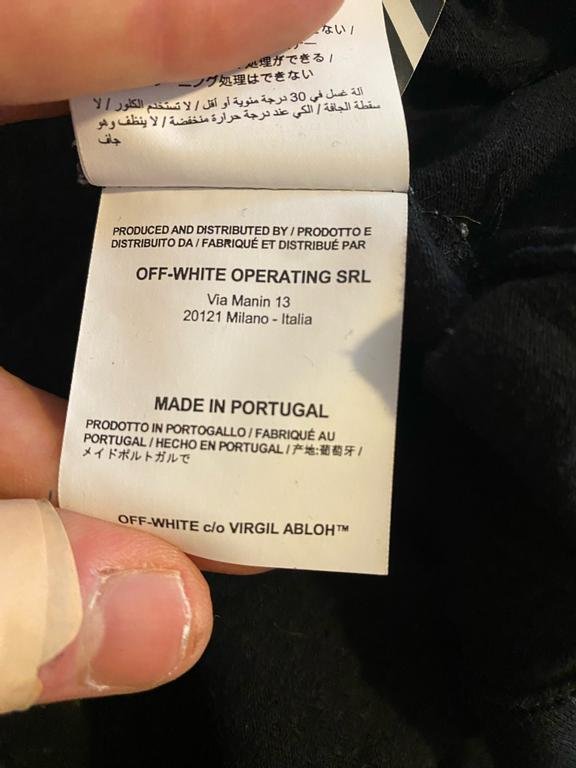 ない /
処理ができる /
ーニング処理はできない
آلة غسل في 30 درجة مئوية أو أقل / لا تستخدم الكلور / لا
سقطة الجافة / الكي عند درجة حرارة منخفضة / لا ينظف وهو
جاف
PRODUCED AND DISTRIBUTED BY / PRODOTTO E
DISTRIBUITO DA / FABRIQUÉ ET DISTRIBUÉ PAR
OFF-WHITE OPERATING SRL
Via Manin 13
20121 Milano - Italia
MADE IN PORTUGAL
PRODOTTO IN PORTOGALLO / FABRIQUÉ AU
PORTUGAL / HECHO EN PORTUGAL / 产地:葡萄牙 /
メイドポルトガルで
OFF-WHITE c/o VIRGIL ABLOH™